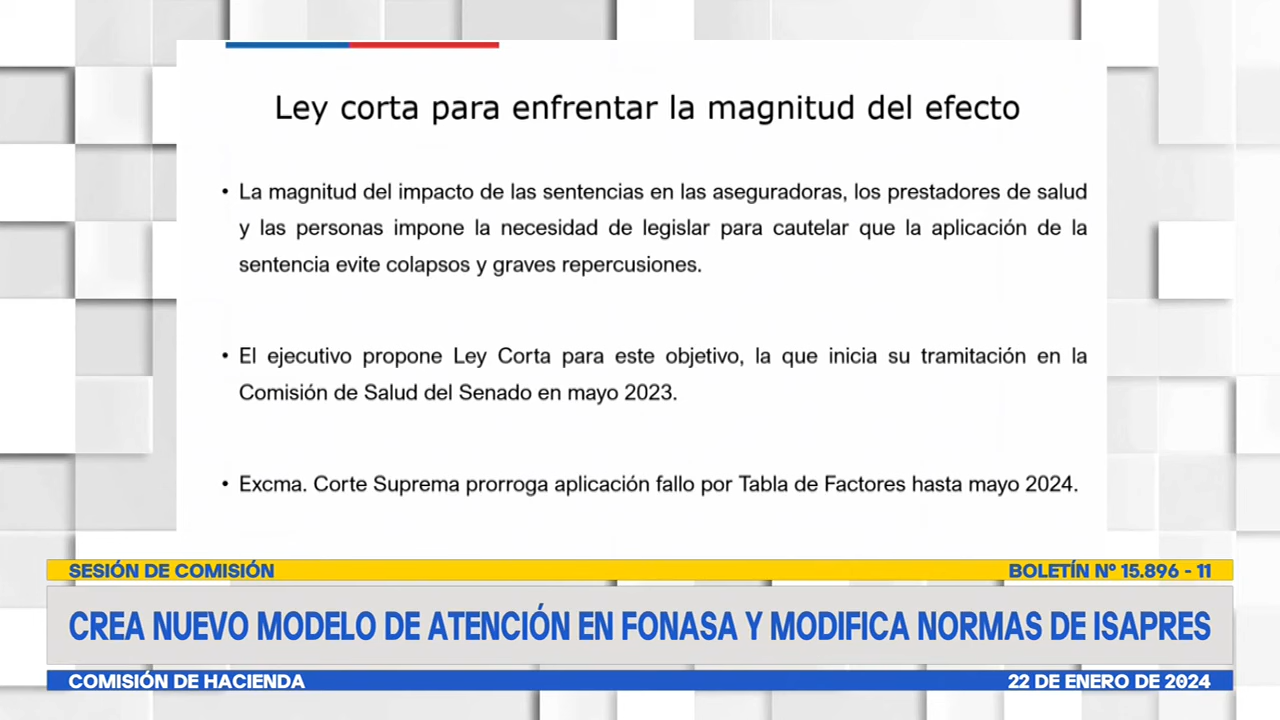 Ley corta para enfrentar la magnitud del efecto
• La magnitud del impacto de las sentencias en las aseguradoras, los prestadores de salud
y las personas impone la necesidad de legislar para cautelar que la aplicación de la
sentencia evite colapsos y graves repercusiones.
• El ejecutivo propone Ley Corta para este objetivo, la que inicia su tramitación en la
Comisión de Salud del Senado en mayo 2023.
• Excma. Corte Suprema prorroga aplicación fallo por Tabla de Factores hasta mayo 2024.
SESIÓN DE COMISIÓN BOLETÍN N° 15.896 - 11
CREA NUEVO MODELO DE ATENCIÓN EN FONASA Y MODIFICA NORMAS DE ISAPRES
COMISIÓN DE HACIENDA 22 DE ENERO DE 2024